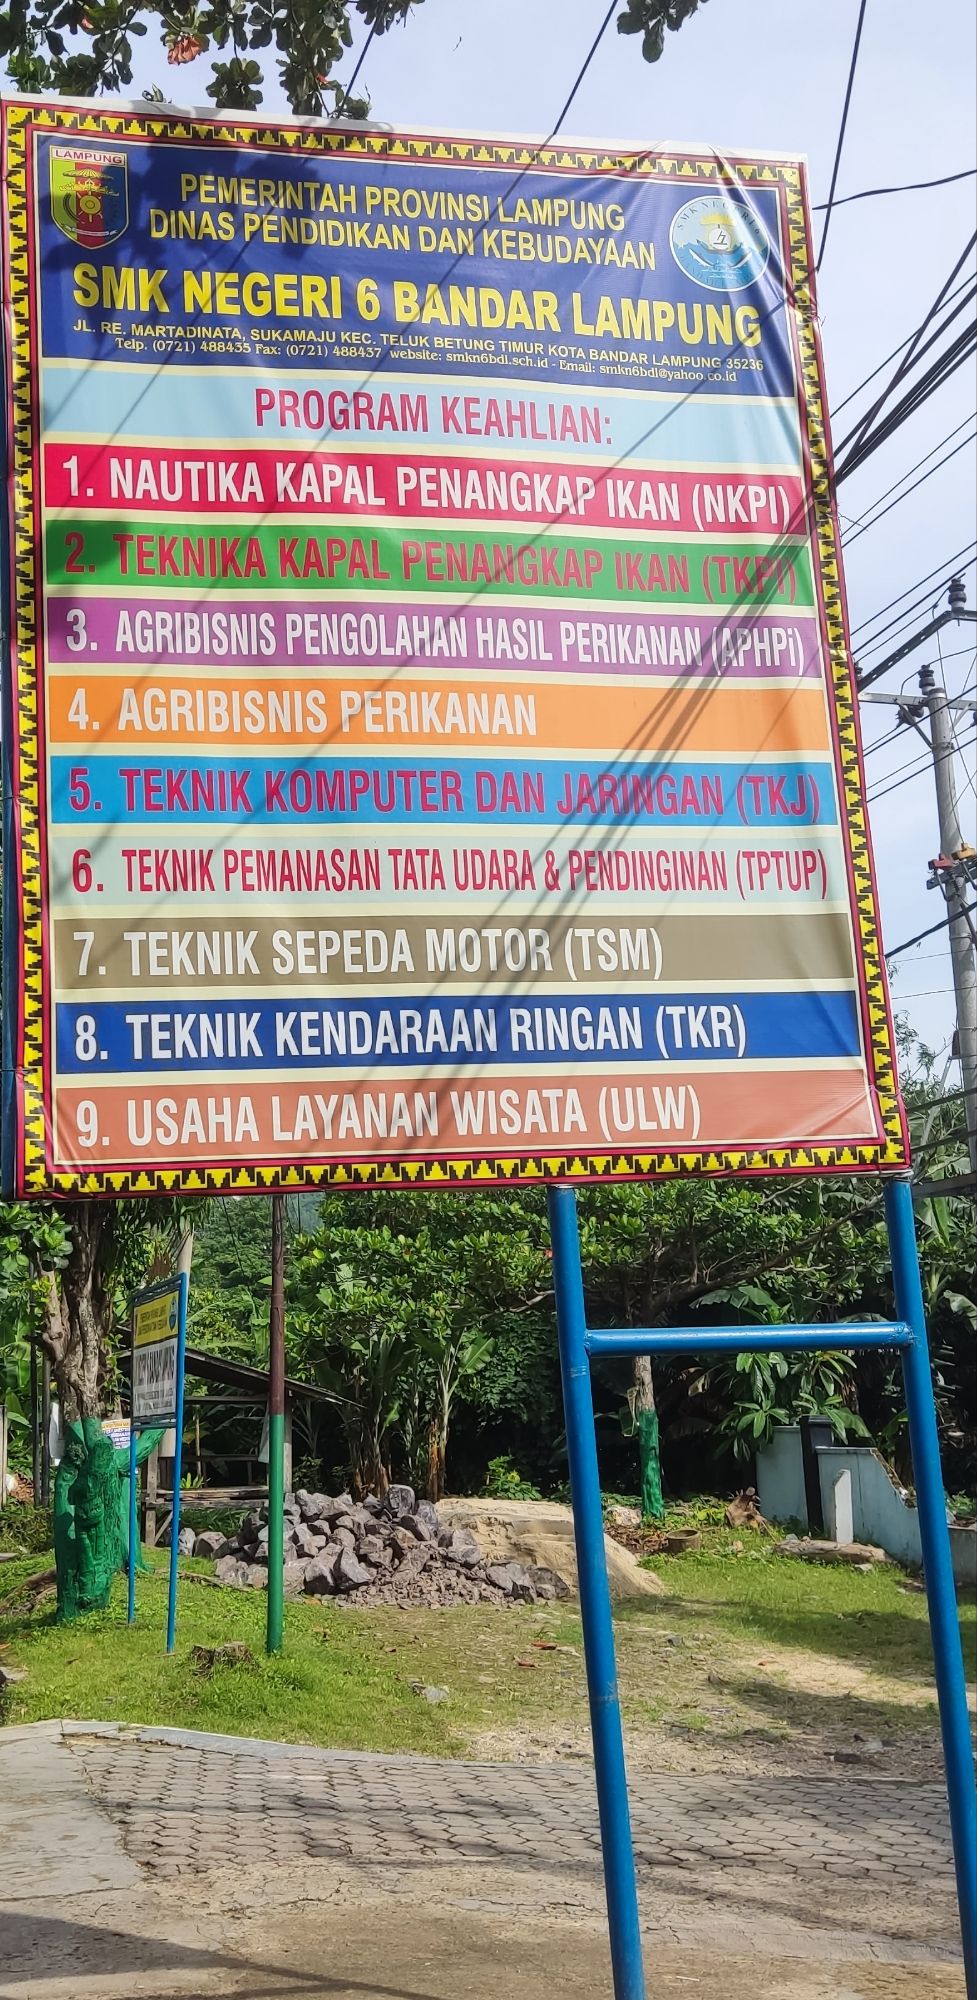 LAMPUNG
PEMERINTAH PROVINSI LAMPUNG
DINAS PENDIDIKAN DAN KEBUDAYAAN
SMK NEGERI 6
SMK NEGERI 6 BANDAR LAMPUNG
JL. RE. MARTADINATA, SUKAMAJU KEC. TELUK BETUNG TIMUR KOTA BANDAR LAMPUNG 35236
Telp. (0721) 488435 Fax: (0721) 488437 website: smkn6bdl.sch.id - Email: smkn6bdl@yahoo.co.id
PROGRAM KEAHLIAN:
1. NAUTIKA KAPAL PENANGKAP IKAN (NKPI)
2. TEKNIKA KAPAL PENANGKAP IKAN (TKPI)
3. AGRIBISNIS PENGOLAHAN HASIL PERIKANAN (APHPi)
4. AGRIBISNIS PERIKANAN
5. TEKNIK KOMPUTER DAN JARINGAN (TKJ)
6. TEKNIK PEMANASAN TATA UDARA & PENDINGINAN (TPTUP)
7. TEKNIK SEPEDA MOTOR (TSM)
8. TEKNIK KENDARAAN RINGAN (TKR)
9. USAHA LAYANAN WISATA (ULW)